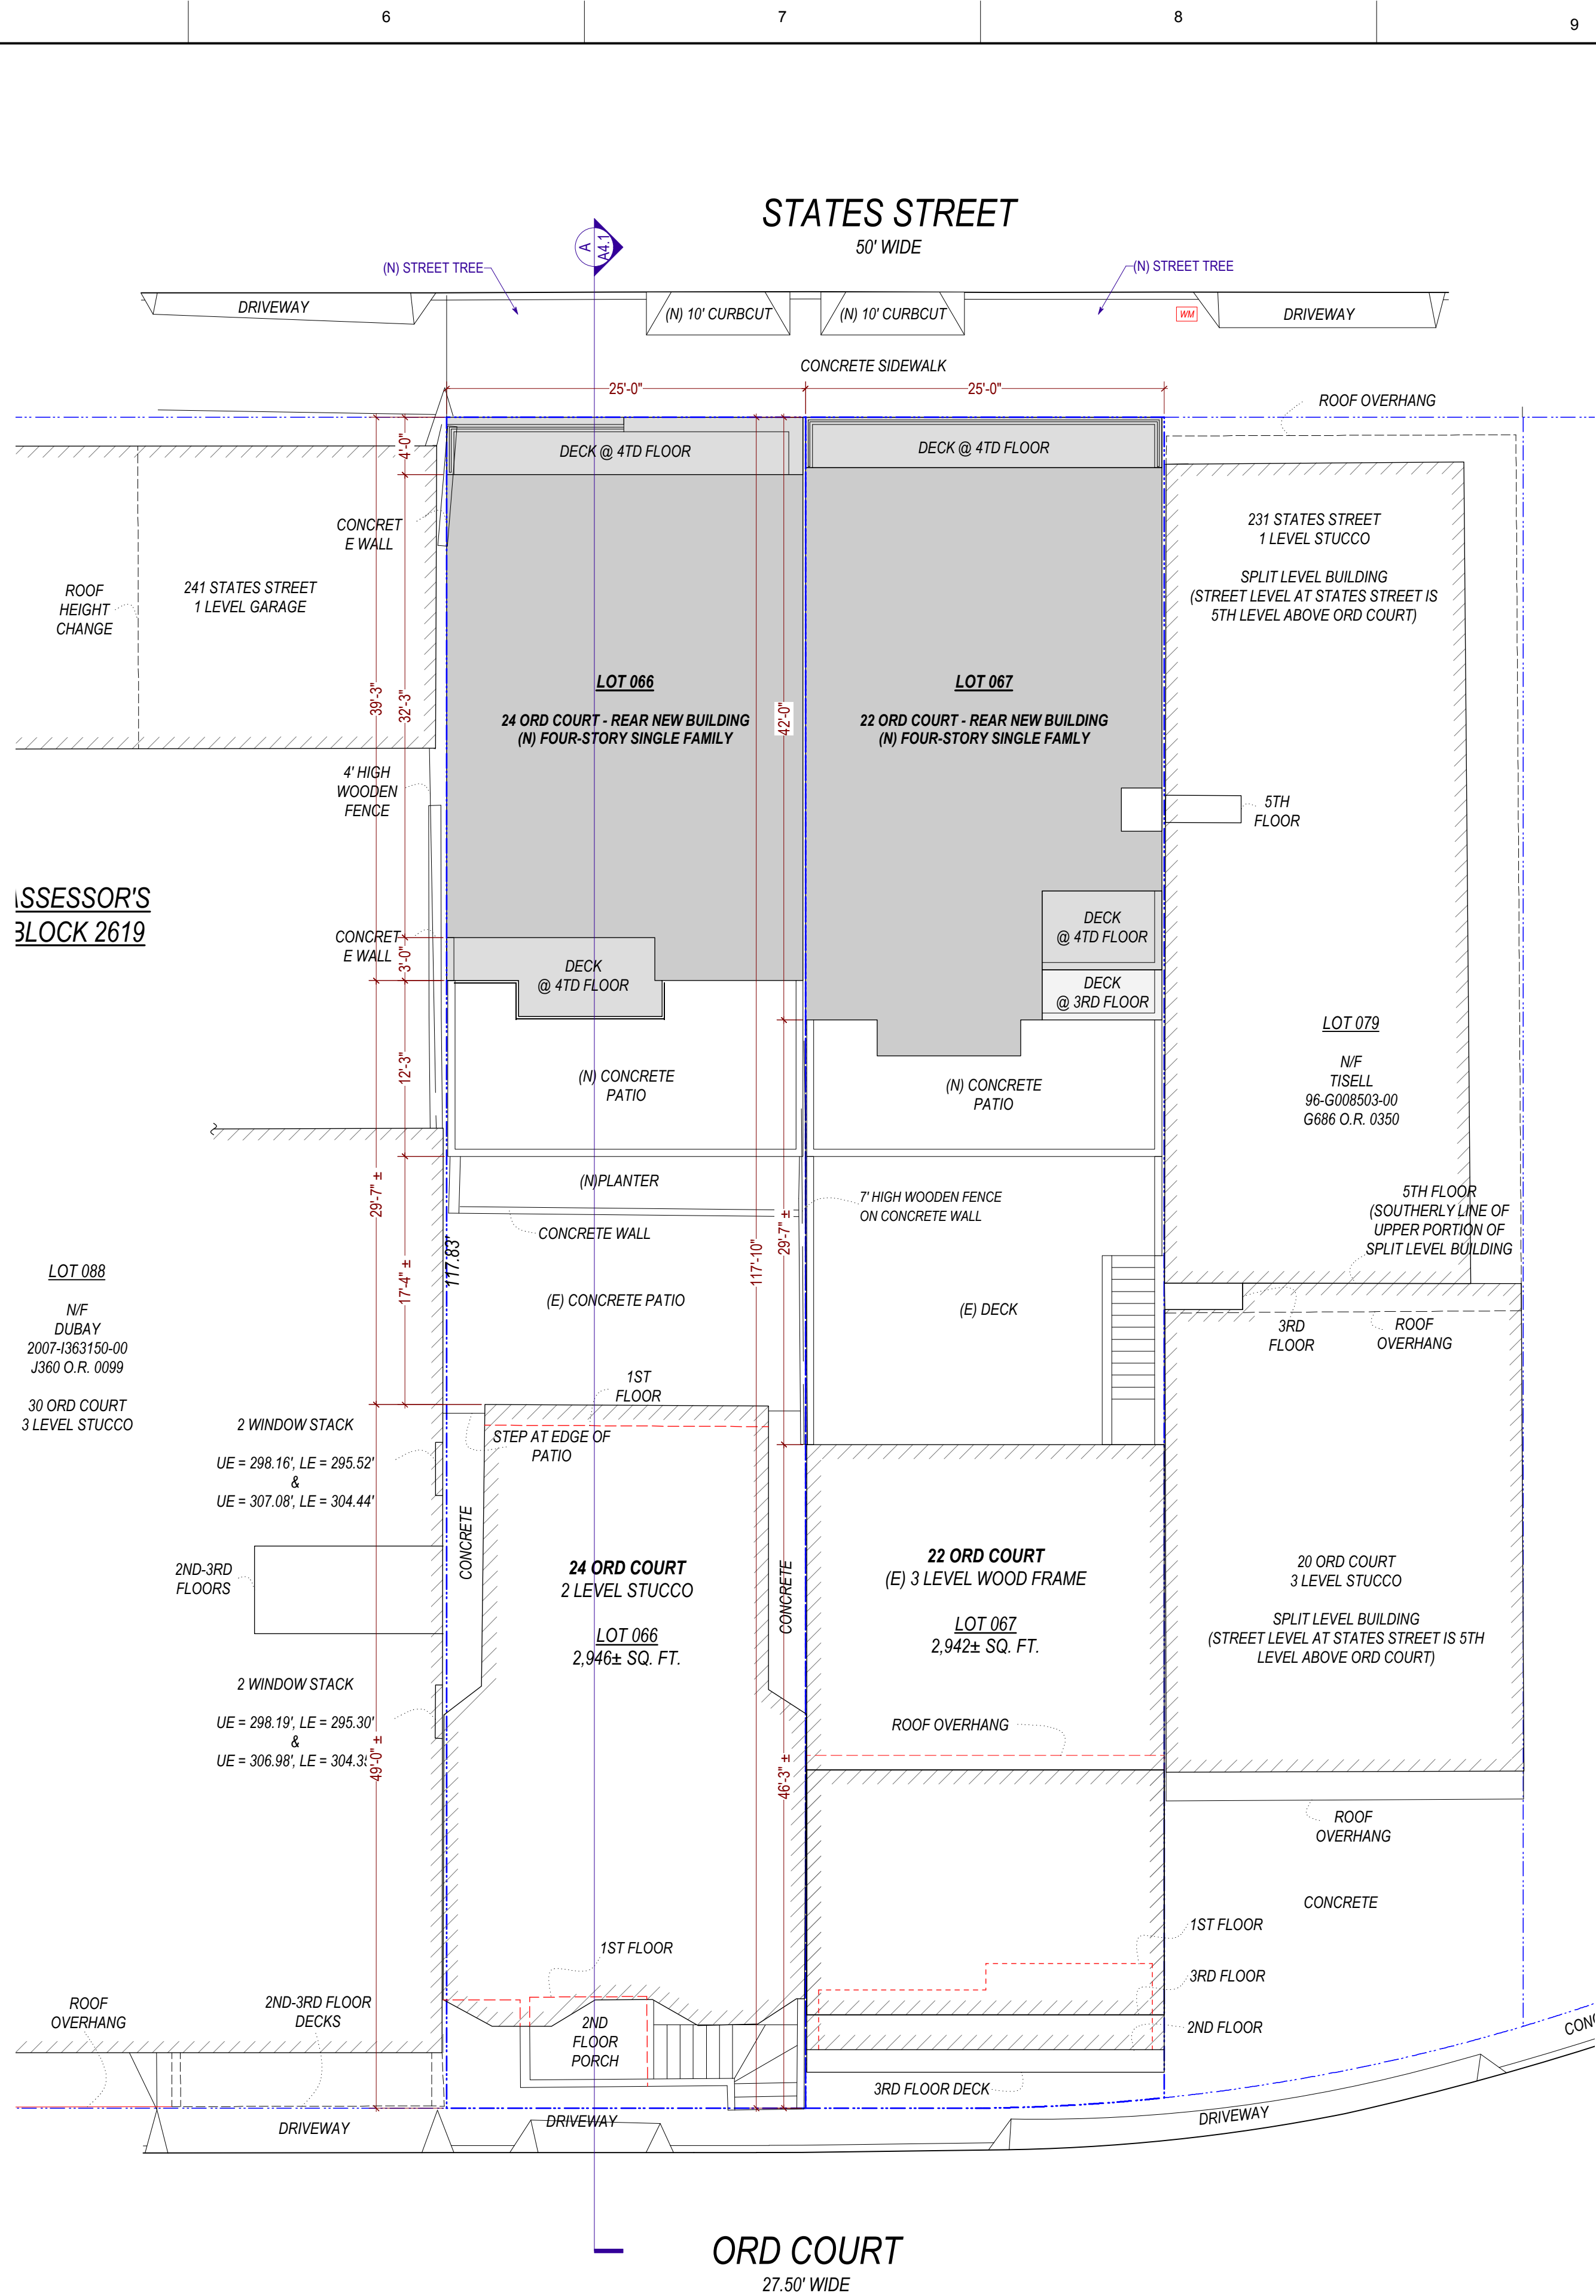 6
7
8
9
STATES STREET
50' WIDE
A
A4.1
(N) STREET TREE
(N) STREET TREE
DRIVEWAY
(N) 10' CURBCUT
(N) 10' CURBCUT
WM
DRIVEWAY
CONCRETE SIDEWALK
25'-0"
25'-0"
ROOF OVERHANG
4'-0"
DECK @ 4TD FLOOR
DECK @ 4TD FLOOR
CONCRET
E WALL
231 STATES STREET
1 LEVEL STUCCO
SPLIT LEVEL BUILDING
(STREET LEVEL AT STATES STREET IS
5TH LEVEL ABOVE ORD COURT)
ROOF
HEIGHT
CHANGE
241 STATES STREET
1 LEVEL GARAGE
39'-3"
32'-3"
LOT 066
24 ORD COURT - REAR NEW BUILDING
(N) FOUR-STORY SINGLE FAMILY
42'-0"
LOT 067
22 ORD COURT - REAR NEW BUILDING
(N) FOUR-STORY SINGLE FAMLY
4' HIGH
WOODEN
FENCE
5TH
FLOOR
ASSESSOR'S
BLOCK 2619
CONCRET
E WALL
3'-0"
DECK
@ 4TD FLOOR
DECK
@ 4TD FLOOR
DECK
@ 3RD FLOOR
LOT 079
N/F
TISELL
96-G008503-00
G686 O.R. 0350
12'-3"
(N) CONCRETE
PATIO
(N) CONCRETE
PATIO
29'-7" ±
(N)PLANTER
7' HIGH WOODEN FENCE
ON CONCRETE WALL
5TH FLOOR
(SOUTHERLY LINE OF
UPPER PORTION OF
SPLIT LEVEL BUILDING
CONCRETE WALL
117.83'
117'-10"
29'-7" ±
17'-4" ±
(E) CONCRETE PATIO
(E) DECK
LOT 088
N/F
DUBAY
2007-I363150-00
J360 O.R. 0099
30 ORD COURT
3 LEVEL STUCCO
3RD
FLOOR
ROOF
OVERHANG
1ST
FLOOR
2 WINDOW STACK
UE = 298.16', LE = 295.52'
&
UE = 307.08', LE = 304.44'
STEP AT EDGE OF
PATIO
CONCRETE
2ND-3RD
FLOORS
24 ORD COURT
2 LEVEL STUCCO
LOT 066
2,946± SQ. FT.
CONCRETE
22 ORD COURT
(E) 3 LEVEL WOOD FRAME
LOT 067
2,942± SQ. FT.
20 ORD COURT
3 LEVEL STUCCO
SPLIT LEVEL BUILDING
(STREET LEVEL AT STATES STREET IS 5TH
LEVEL ABOVE ORD COURT)
2 WINDOW STACK
UE = 298.19', LE = 295.30'
&
UE = 306.98', LE = 304.3
49'-0" ±
46'-3" ±
ROOF OVERHANG
ROOF
OVERHANG
CONCRETE
1ST FLOOR
1ST FLOOR
3RD FLOOR
2ND FLOOR
ROOF
OVERHANG
2ND-3RD FLOOR
DECKS
2ND
FLOOR
PORCH
3RD FLOOR DECK
DRIVEWAY
DRIVEWAY
DRIVEWAY
ORD COURT
27.50' WIDE